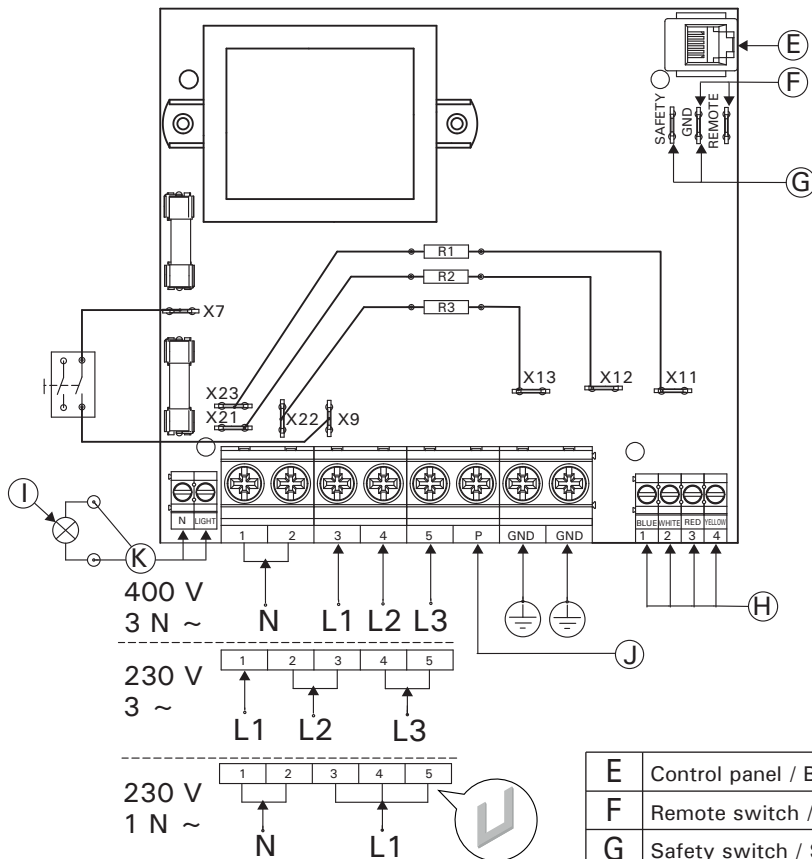 E
F
SAFETY
GND
REMOTE
G
R1
R2
R3
X7
X13
X12
X11
X23
X21
X22
X9
I
N LIGHT
BLUE WHITE RED YELLOW
1 2 3 4 5 P GND GND
1 2 3 4
K
H
400 V
3 N ~
N L1 L2 L3
J
230 V
3 ~
1 2 3 4 5
L1 L2 L3
230 V
1 N ~
1 2 3 4 5
N L1
E Control panel /
F Remote switch /
G Safety switch /